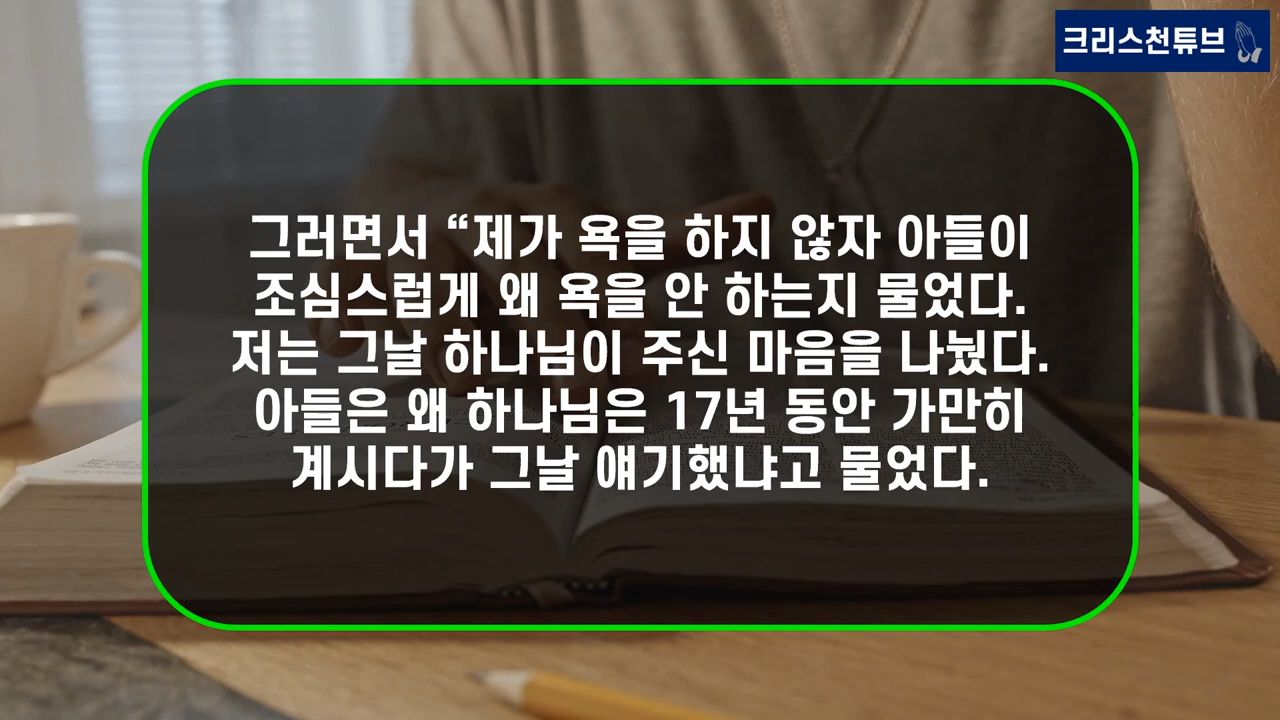 크리스천튜브
그러면서 “제가 욕을 하지 않자 아들이
조심스럽게 왜 욕을 안 하는지 물었다.
저는 그날 하나님이 주신 마음을 나눴다.
아들은 왜 하나님은 17년 동안 가만히
계시다가 그날 얘기했냐고 물었다.